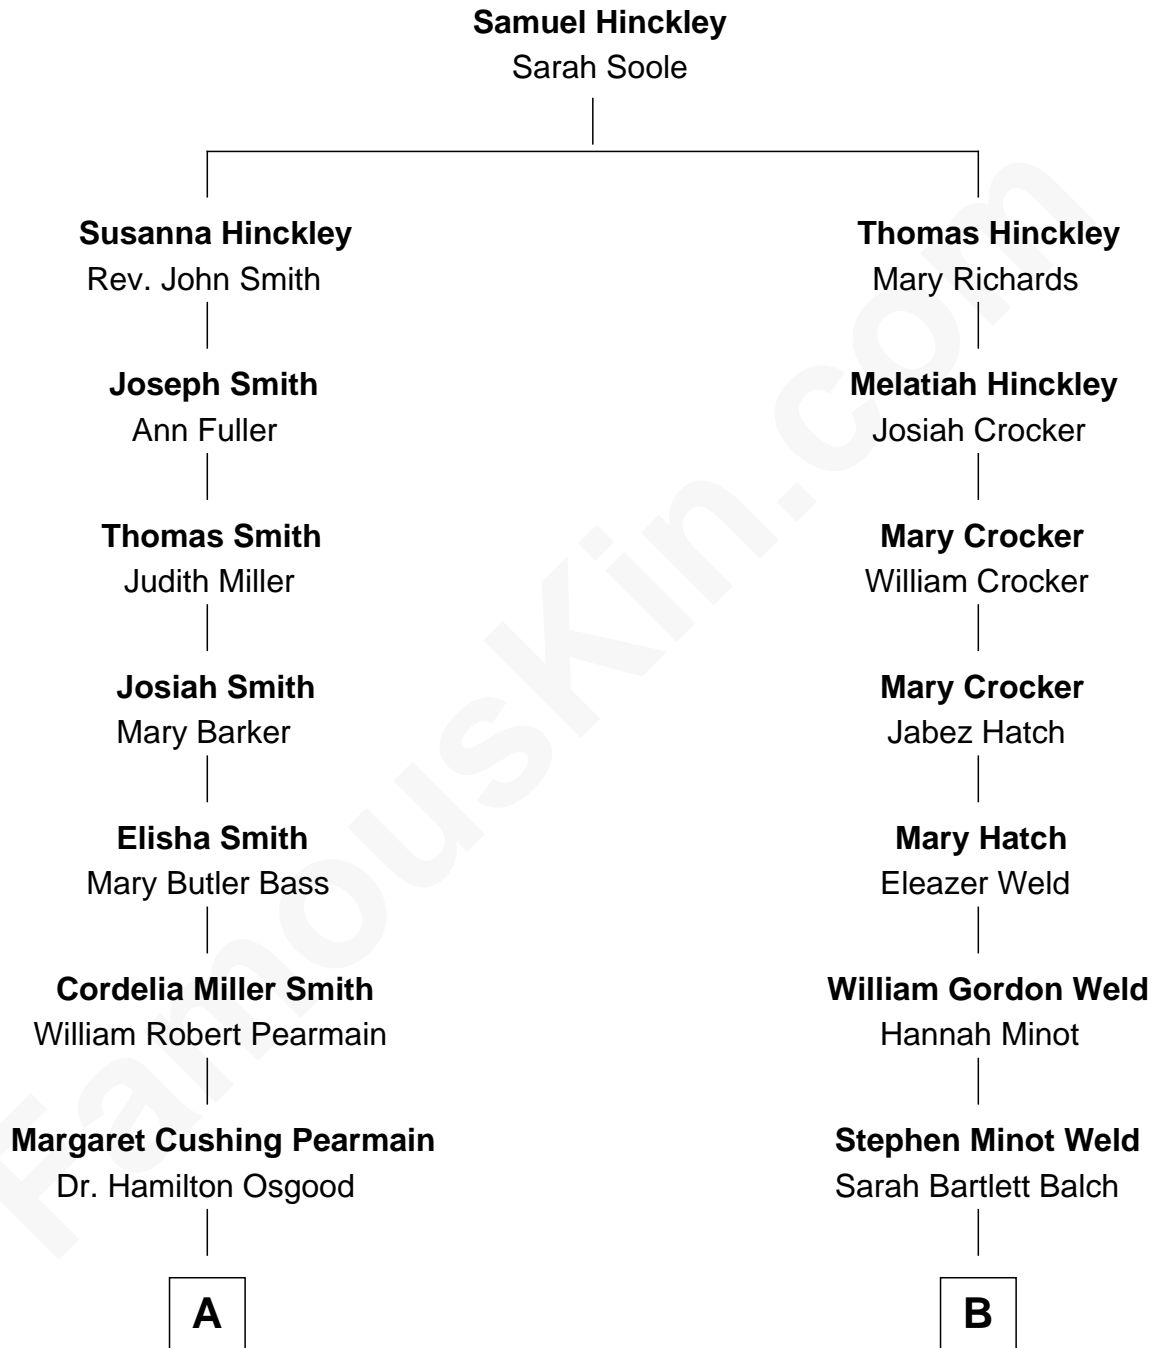 Samuel Hinckley
Sarah Soole
Susanna Hinckley
Rev. John Smith
Thomas Hinckley
Mary Richards
Joseph Smith
Ann Fuller
Melatiah Hinckley
Josiah Crocker
Thomas Smith
Judith Miller
Mary Crocker
William Crocker
Josiah Smith
Mary Barker
Mary Crocker
Jabez Hatch
Elisha Smith
Mary Butler Bass
Mary Hatch
Eleazer Weld
Cordelia Miller Smith
William Robert Pearmain
William Gordon Weld
Hannah Minot
Margaret Cushing Pearmain
Dr. Hamilton Osgood
Stephen Minot Weld
Sarah Bartlett Balch
A
B
FamousKin.com